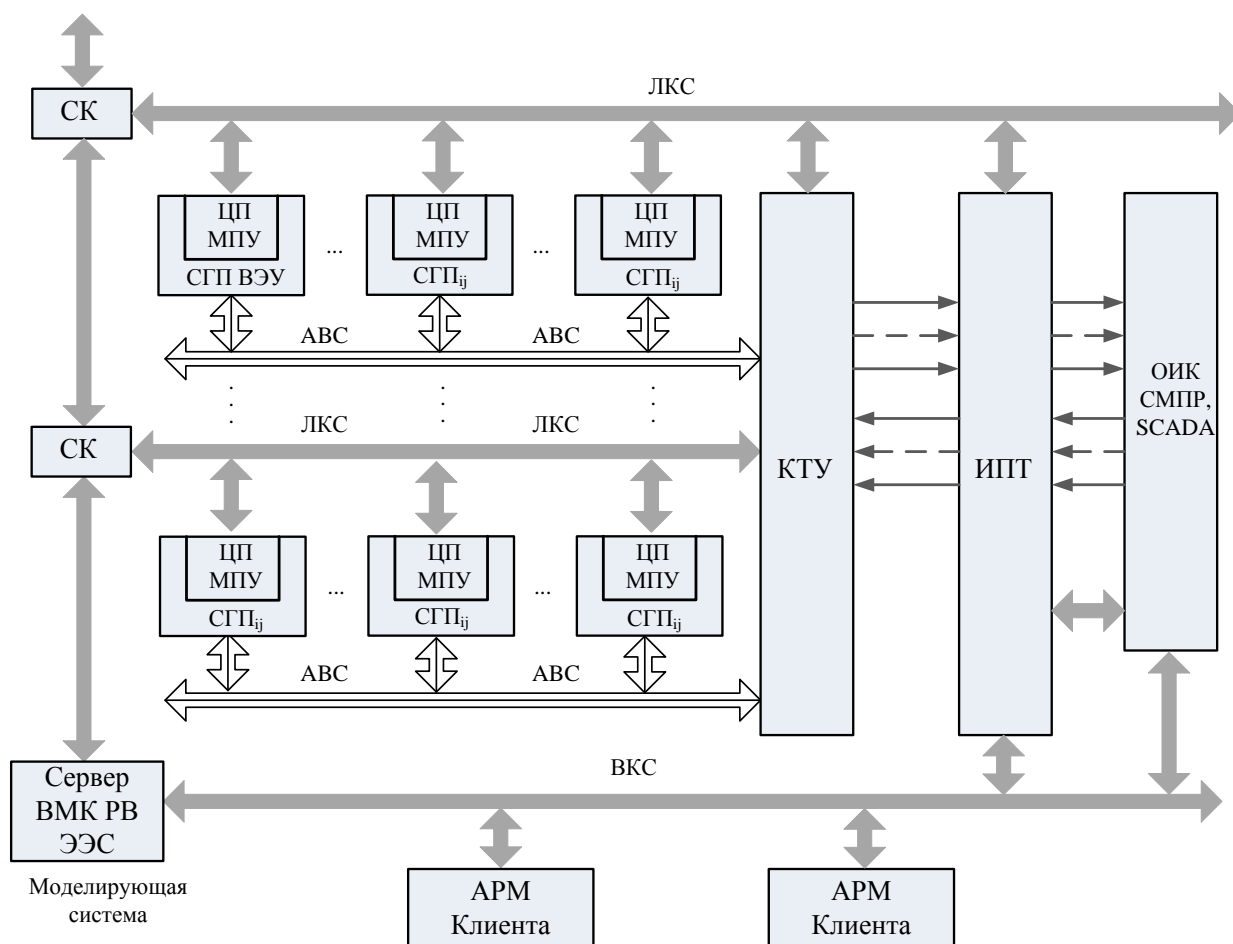 ЛКС
СК
ЦП
МПУ
СГП ВЭУ
...
ЦП
МПУ
СГПij
...
ЦП
МПУ
СГПij
АВС
АВС
ЛКС
ЛКС
СК
КТУ
ИПТ
ОИК
СМПР,
SCADA
ЦП
МПУ
СГПij
...
ЦП
МПУ
СГПij
...
ЦП
МПУ
СГПij
АВС
АВС
ВКС
Сервер
ВМК РВ
ЭЭС
Моделирующая
система
АРМ
Клиента
АРМ
Клиента